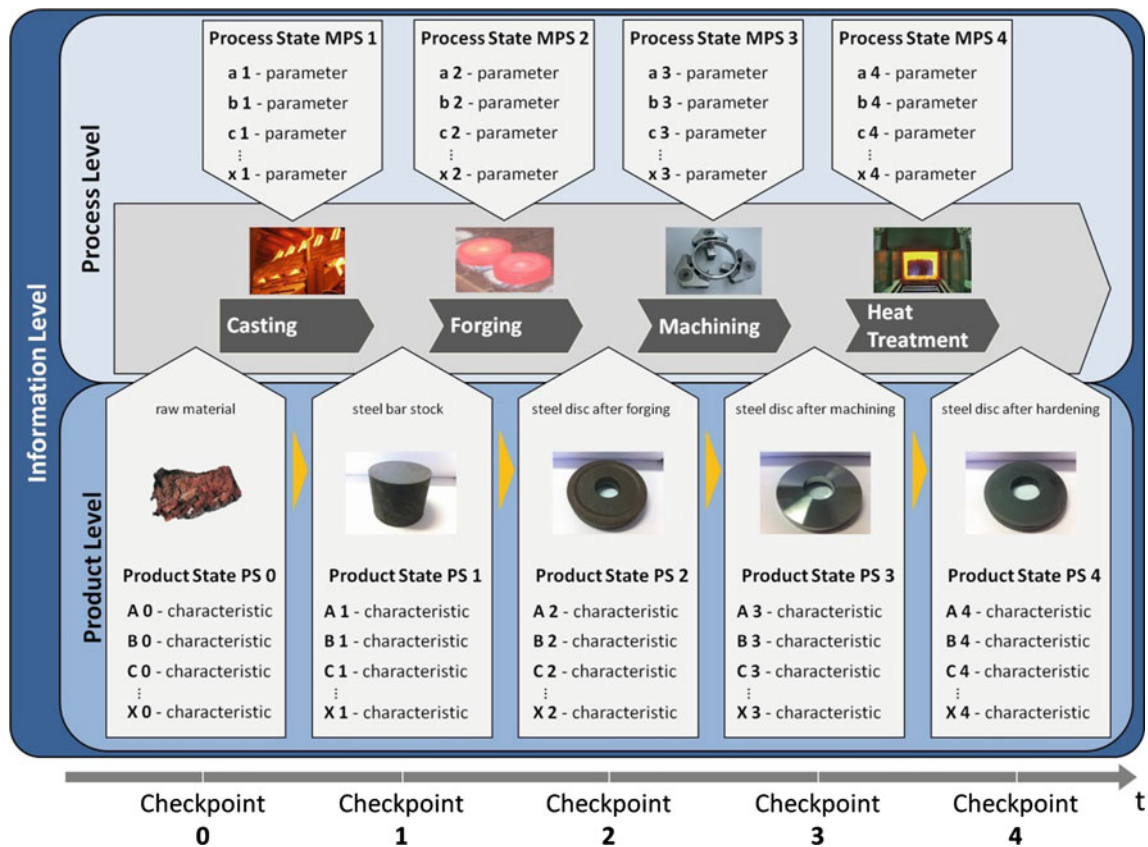 Information Level
Process Level
Process State MPS 1
a 1 - parameter
b 1 - parameter
c 1 - parameter
⋮
x 1 - parameter
Process State MPS 2
a 2 - parameter
b 2 - parameter
c 2 - parameter
⋮
x 2 - parameter
Process State MPS 3
a 3 - parameter
b 3 - parameter
c 3 - parameter
⋮
x 3 - parameter
Process State MPS 4
a 4 - parameter
b 4 - parameter
c 4 - parameter
⋮
x 4 - parameter
Casting
Forging
Machining
Heat
Treatment
Product Level
raw material
Product State PS 0
A 0 - characteristic
B 0 - characteristic
C 0 - characteristic
⋮
X 0 - characteristic
steel bar stock
Product State PS 1
A 1 - characteristic
B 1 - characteristic
C 1 - characteristic
⋮
X 1 - characteristic
steel disc after forging
Product State PS 2
A 2 - characteristic
B 2 - characteristic
C 2 - characteristic
⋮
X 2 - characteristic
steel disc after machining
Product State PS 3
A 3 - characteristic
B 3 - characteristic
C 3 - characteristic
⋮
X 3 - characteristic
steel disc after hardening
Product State PS 4
A 4 - characteristic
B 4 - characteristic
C 4 - characteristic
⋮
X 4 - characteristic
Checkpoint
0
Checkpoint
1
Checkpoint
2
Checkpoint
3
Checkpoint
4
t